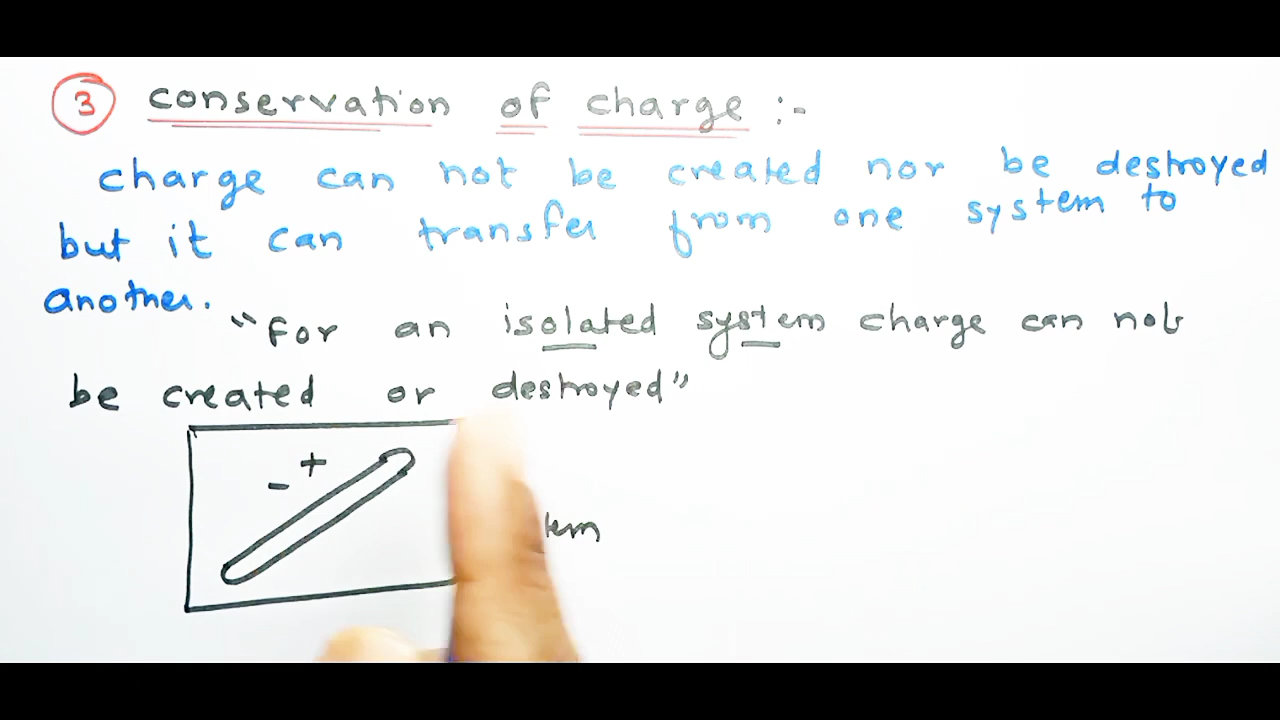 3 conservation of charge :-
charge can not be created nor be destroyed
but it can transfer from one system to
another.
"For an isolated system charge can not
be created or destroyed"
+
-